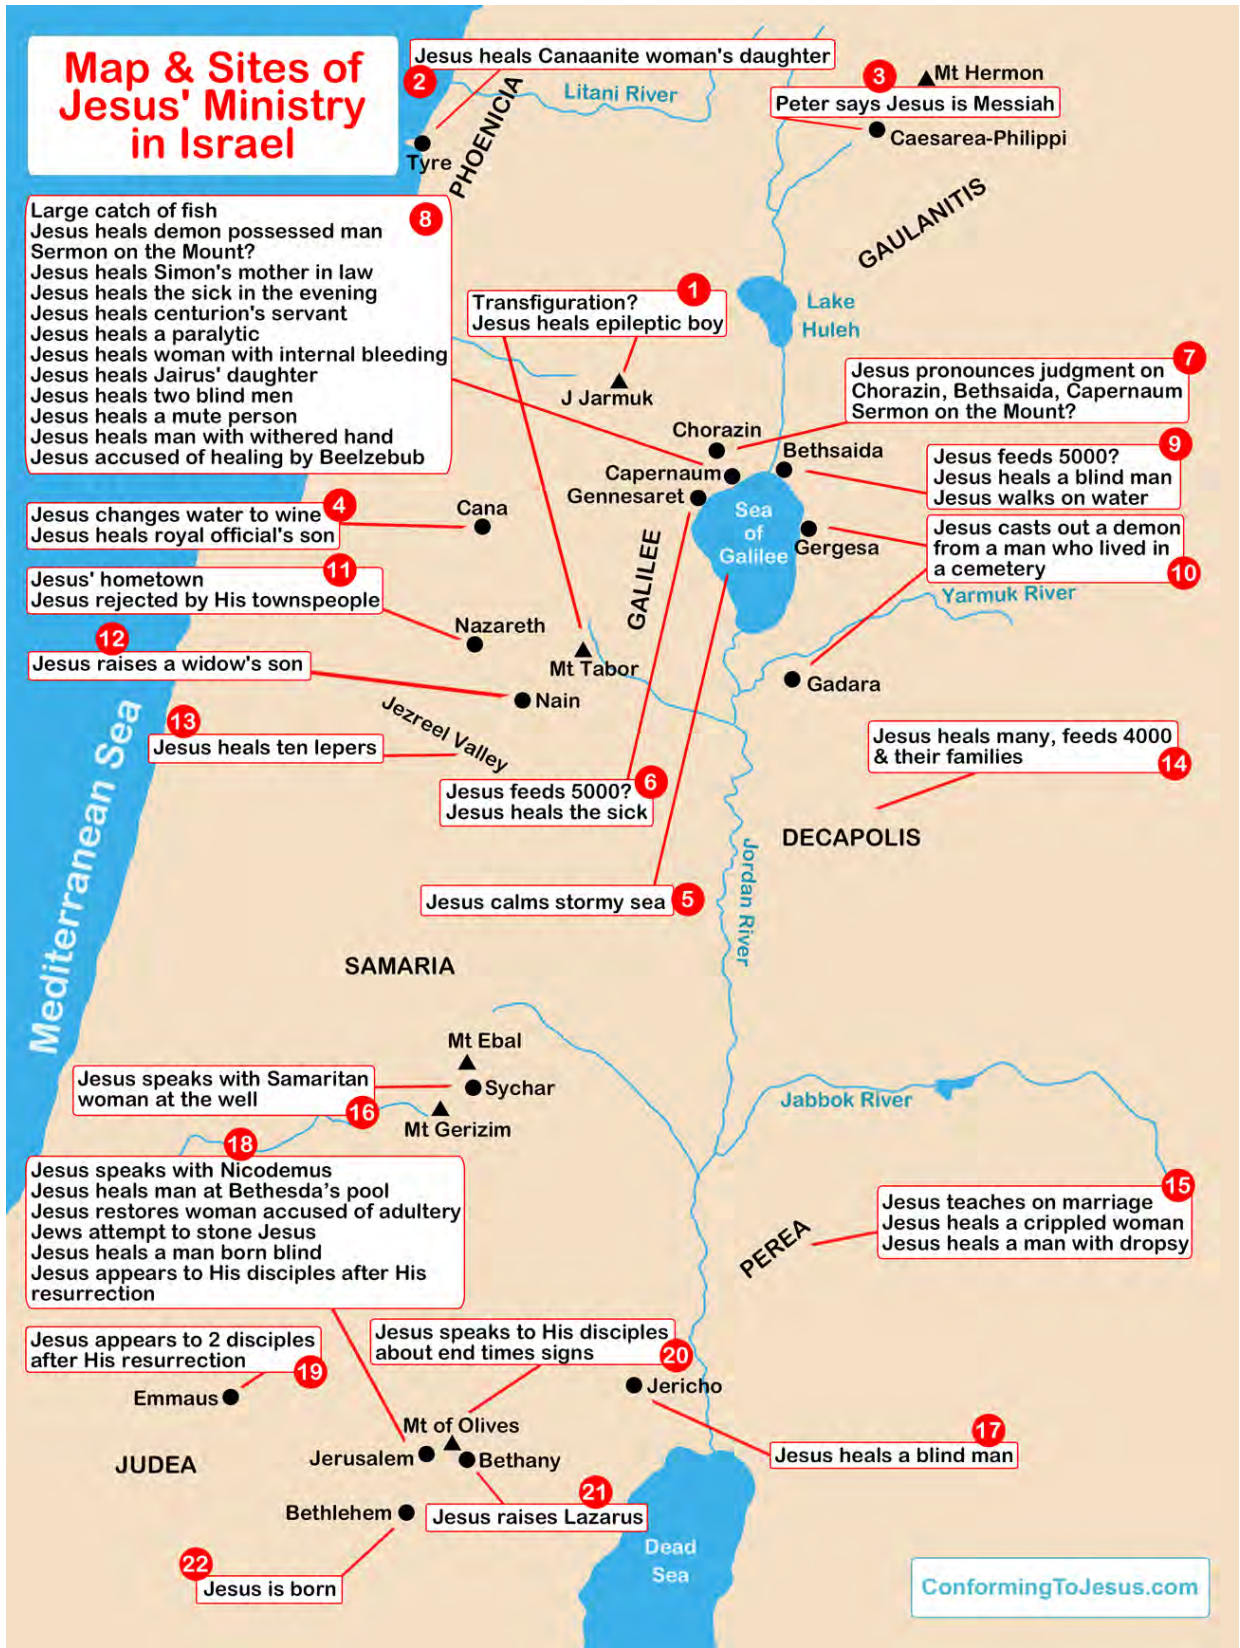 Map & Sites of
Jesus' Ministry
in Israel
Jesus heals Canaanite woman's daughter
2
Litani River
3
Mt Hermon
Peter says Jesus is Messiah
Caesarea-Philippi
Tyre
PHOENICIA
GAULANITIS
8
Large catch of fish
Jesus heals demon possessed man
Sermon on the Mount?
Jesus heals Simon's mother in law
Jesus heals the sick in the evening
Jesus heals centurion's servant
Jesus heals a paralytic
Jesus heals woman with internal bleeding
Jesus heals Jairus' daughter
Jesus heals two blind men
Jesus heals a mute person
Jesus heals man with withered hand
Jesus accused of healing by Beelzebub
1
Transfiguration?
Jesus heals epileptic boy
Lake
Huleh
J Jarmuk
7
Jesus pronounces judgment on
Chorazin, Bethsaida, Capernaum
Sermon on the Mount?
Chorazin
Bethsaida
Capernaum
Gennesaret
9
Jesus feeds 5000?
Jesus heals a blind man
Jesus walks on water
4
Jesus changes water to wine
Jesus heals royal official's son
Cana
Sea
of
Galilee
Gergesa
GALILEE
Jesus casts out a demon
from a man who lived in
a cemetery
10
Yarmuk River
11
Jesus' hometown
Jesus rejected by His townspeople
Nazareth
12
Jesus raises a widow's son
Mt Tabor
Nain
Gadara
13
Jesus heals ten lepers
Jezreel Valley
Jesus heals many, feeds 4000
& their families
14
6
Jesus feeds 5000?
Jesus heals the sick
DECAPOLIS
Mediterranean Sea
Jordan River
Jesus calms stormy sea
5
SAMARIA
Mt Ebal
Jesus speaks with Samaritan
woman at the well
16
Sychar
Mt Gerizim
Jabbok River
18
Jesus speaks with Nicodemus
Jesus heals man at Bethesda's pool
Jesus restores woman accused of adultery
Jews attempt to stone Jesus
Jesus heals a man born blind
Jesus appears to His disciples after His
resurrection
15
Jesus teaches on marriage
Jesus heals a crippled woman
Jesus heals a man with dropsy
PEREA
Jesus appears to 2 disciples
after His resurrection
19
Emmaus
Jesus speaks to His disciples
about end times signs
20
Jericho
Mt of Olives
Jerusalem
Bethany
17
Jesus heals a blind man
JUDEA
21
Jesus raises Lazarus
Bethlehem
22
Jesus is born
Dead
Sea
ConformingToJesus.com